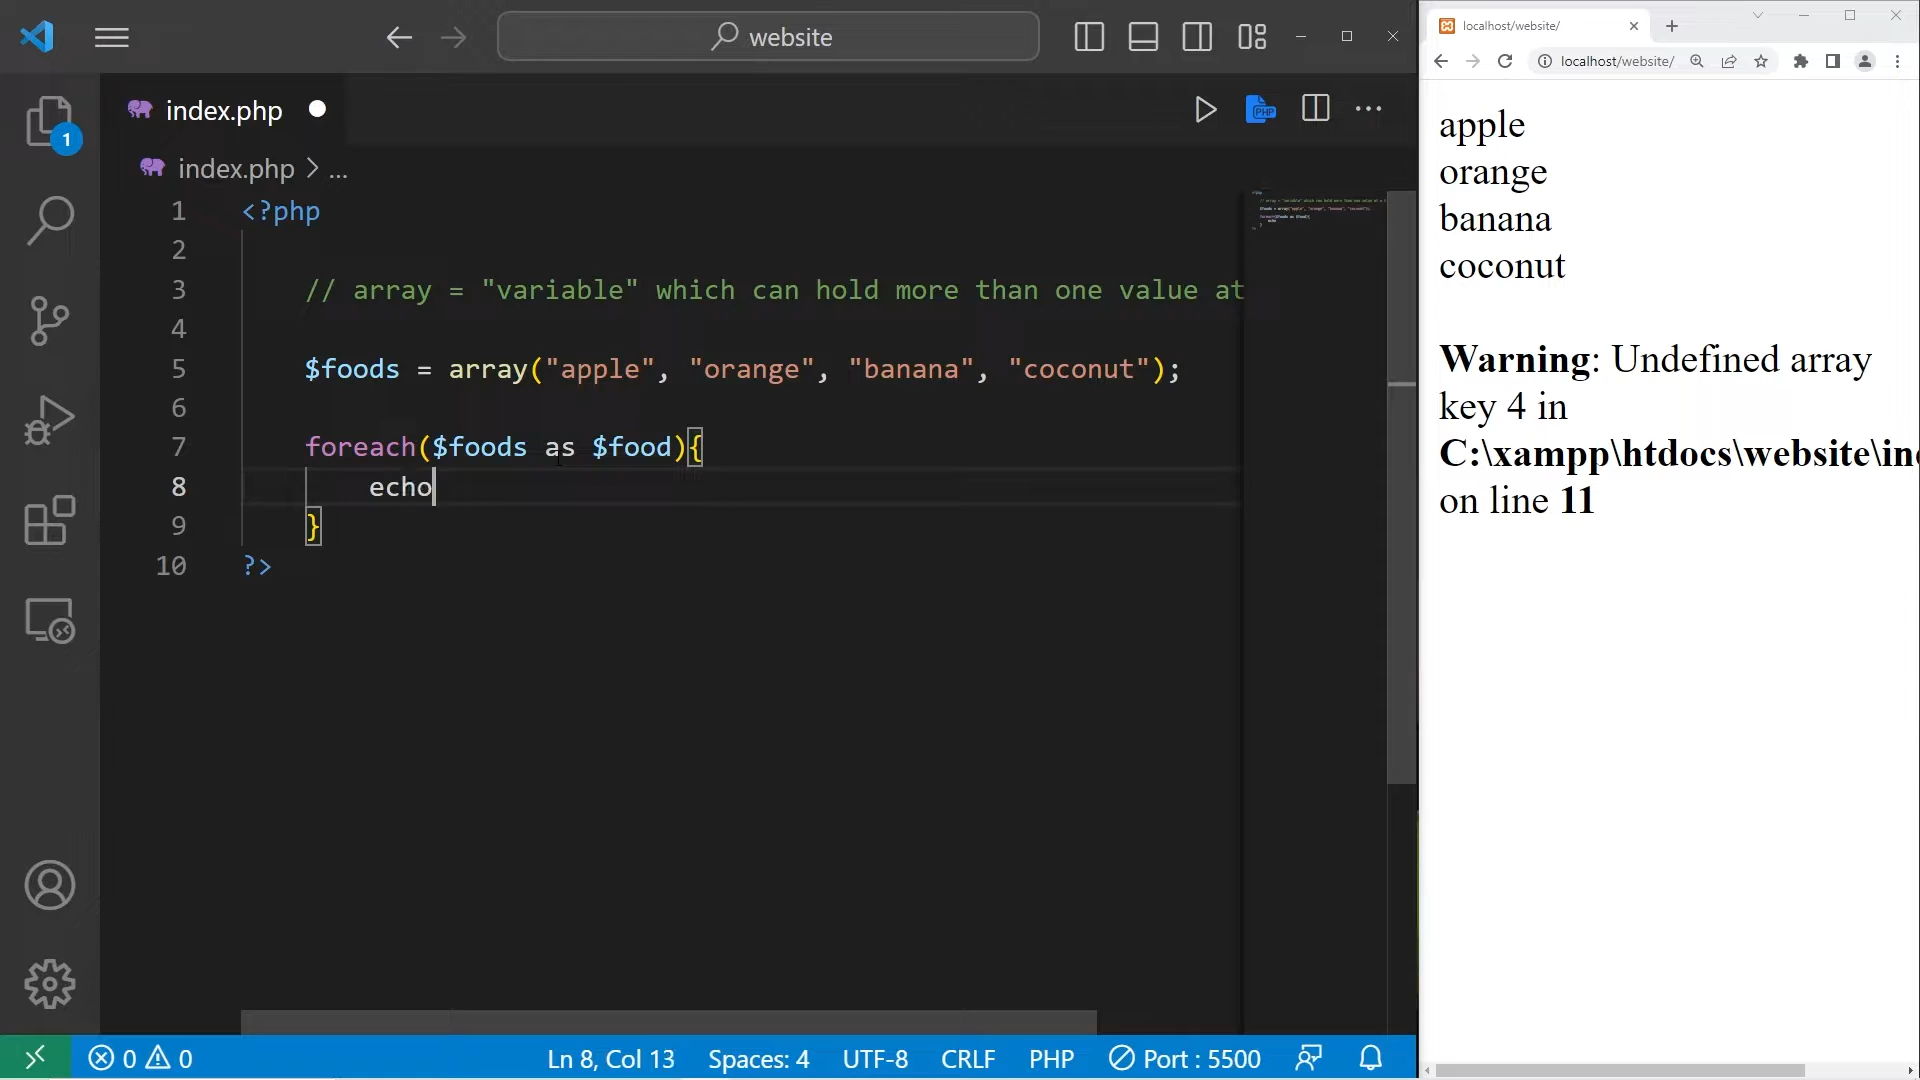 website
localhost/website/
localhost/website/
index.php
index.php > ...
1 <?php
2
3 // array = "variable" which can hold more than one value at
4
5 $foods = array("apple", "orange", "banana", "coconut");
6
7 foreach($foods as $food){
8 echo
9 }
10 ?>
1
PHP
0 0
Ln 8, Col 13
Spaces: 4
UTF-8
CRLF
PHP
Port : 5500
apple
orange
banana
coconut
Warning: Undefined array
key 4 in
C:\xampp\htdocs\website\in
on line 11